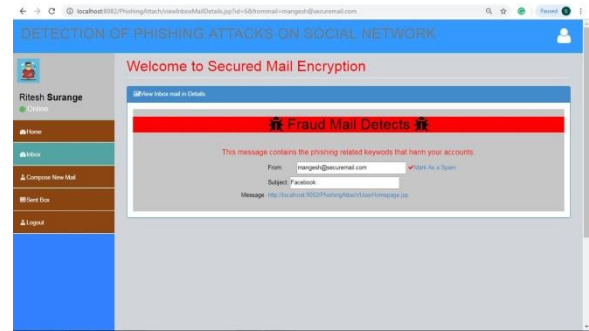 localhost:8082/PhishingAttach/viewInboxMailDetails.jsp?id=6&frommail=mangesh@securemail.com
Paused
DETECTION OF PHISHING ATTACKS ON SOCIAL NETWORK
Ritesh Surange
Online
Home
Inbox
Compose New Mail
Sent Box
Logout
Welcome to Secured Mail Encryption
View Inbox mail in Details
Fraud Mail Detects
This message contains the phishing related keywods that harm your accounts.
From: mangesh@securemail.com Mark As a Spam
Subject: Facebook
Message: http://localhost:8082/PhishingAttach/UserHomepage.jsp